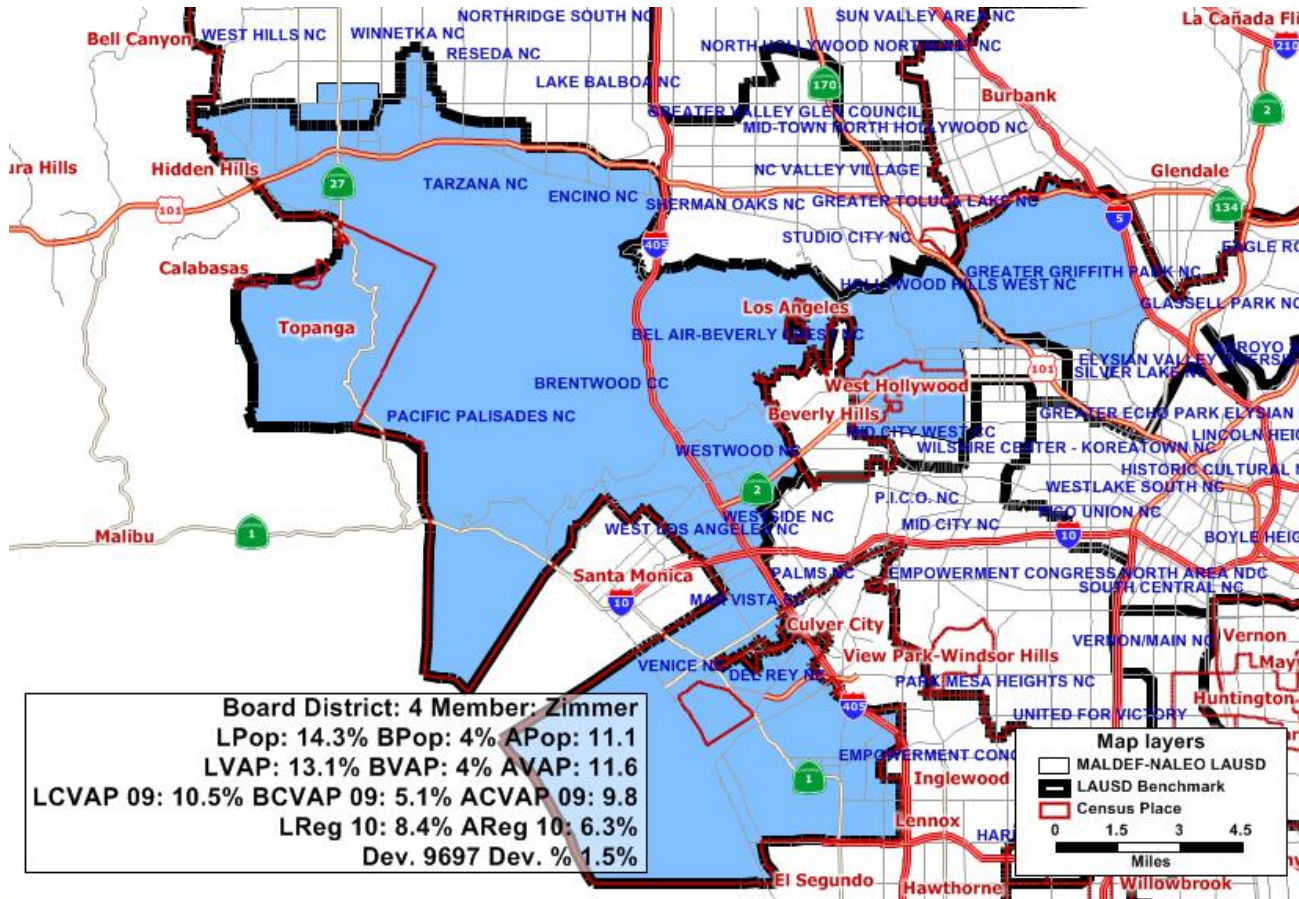 NORTHRIDGE SOUTH NC
SUN VALLEY AREA NC
La Cañada Fli
Bell Canyon
WEST HILLS NC
WINNETKA NC
RESEDA NC
210
LAKE BALBOA NC
170
Burbank
2
GREATER VALLEY GLEN COUNCIL
MID-TOWN NORTH HOLLYWOOD NC
ura Hills
Hidden Hills
27
TARZANA NC
NC VALLEY VILLAGE
Glendale
101
ENCINO NC
SHERMAN OAKS NC
GREATER TOLUCA LAKE NC
5
134
STUDIO CITY NC
405
EAGLE RO
Calabasas
GREATER GRIFFITH PARK NC
HOLLYWOOD HILLS WEST NC
Los Angeles
GLASSELL PARK NC
Topanga
BEL AIR-BEVERLY CREST NC
SILVER LAKE NC
101
BRENTWOOD CC
West Hollywood
PACIFIC PALISADES NC
Beverly Hills
GREATER ECHO PARK ELYSIAN
MID CITY WEST CC
LINCOLN HEIG
WESTWOOD NC
WILSHIRE CENTER - KOREATOWN NC
HISTORIC CULTURAL N
2
P.I.C.O. NC
WESTLAKE SOUTH NC
WESTSIDE NC
PICO UNION NC
Malibu
1
WEST LOS ANGELES NC
MID CITY NC
10
BOYLE HEIG
Santa Monica
10
PALMS NC
EMPOWERMENT CONGRESS NORTH AREA NDC
SOUTH CENTRAL NC
MAR VISTA CC
Culver City
VERNON/MAIN NC
Vernon
VENICE NC
View Park-Windsor Hills
DEL REY NC
PARK MESA HEIGHTS NC
Huntington
405
UNITED FOR VICTORY
EMPOWERMENT CONG
1
Inglewood
Lennox
El Segundo
Hawthorne
Willowbrook
Board District: 4 Member: Zimmer
LPop: 14.3% BPop: 4% APop: 11.1
LVAP: 13.1% BVAP: 4% AVAP: 11.6
LCVAP 09: 10.5% BCVAP 09: 5.1% ACVAP 09: 9.8
LReg 10: 8.4% AReg 10: 6.3%
Dev. 9697 Dev. % 1.5%
Map layers
MALDEF-NALEO LAUSD
LAUSD Benchmark
Census Place
0 1.5 3 4.5
Miles